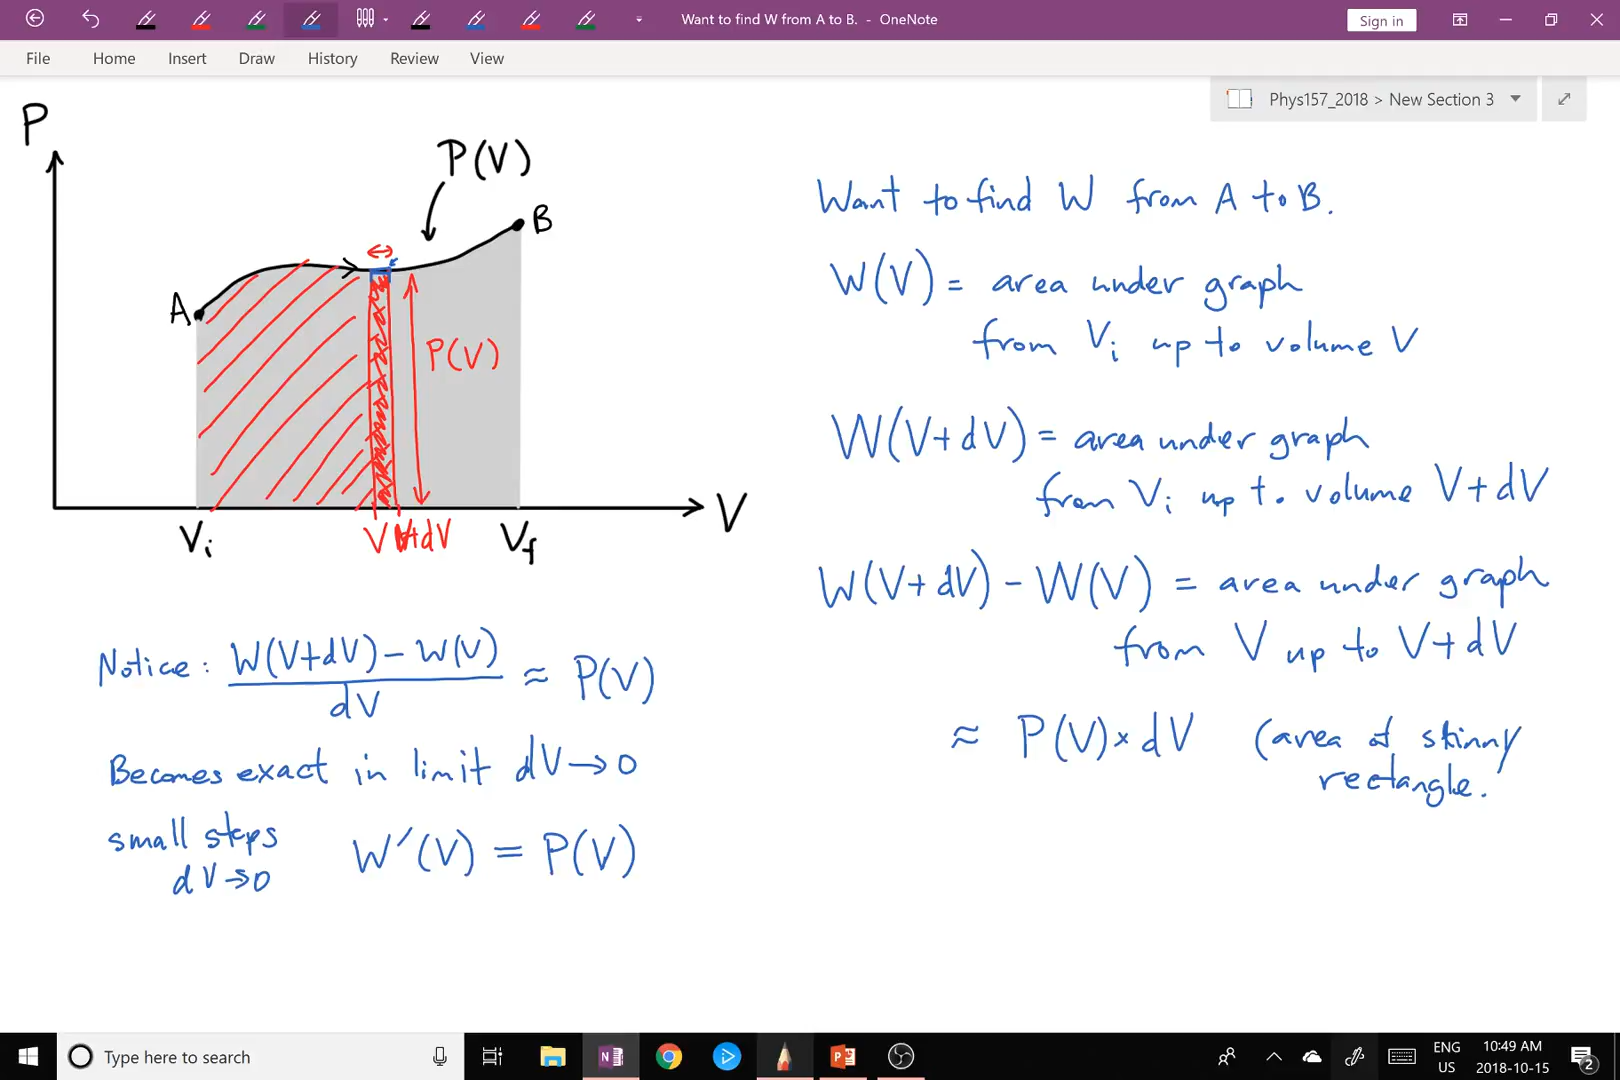 Want to find W from A to B. - OneNote
Sign in
File Home Insert Draw History Review View
Phys157_2018 > New Section 3
P
P(V)
B
A
P(V)
V
V V+dV
Vi
Vf
Want to find W from A to B.
W(V) = area under graph
from Vi up to volume V
W(V+dV) = area under graph
from Vi up to volume V+dV
W(V+dV) - W(V) = area under graph
from V up to V+dV
≈ P(V) × dV (area of skinny
rectangle.
Notice: W(V+dV) - W(V)
dV
≈ P(V)
Becomes exact in limit dV → 0
small steps
dV → 0
W'(V) = P(V)
Type here to search
ENG
US
10:49 AM
2018-10-15
2